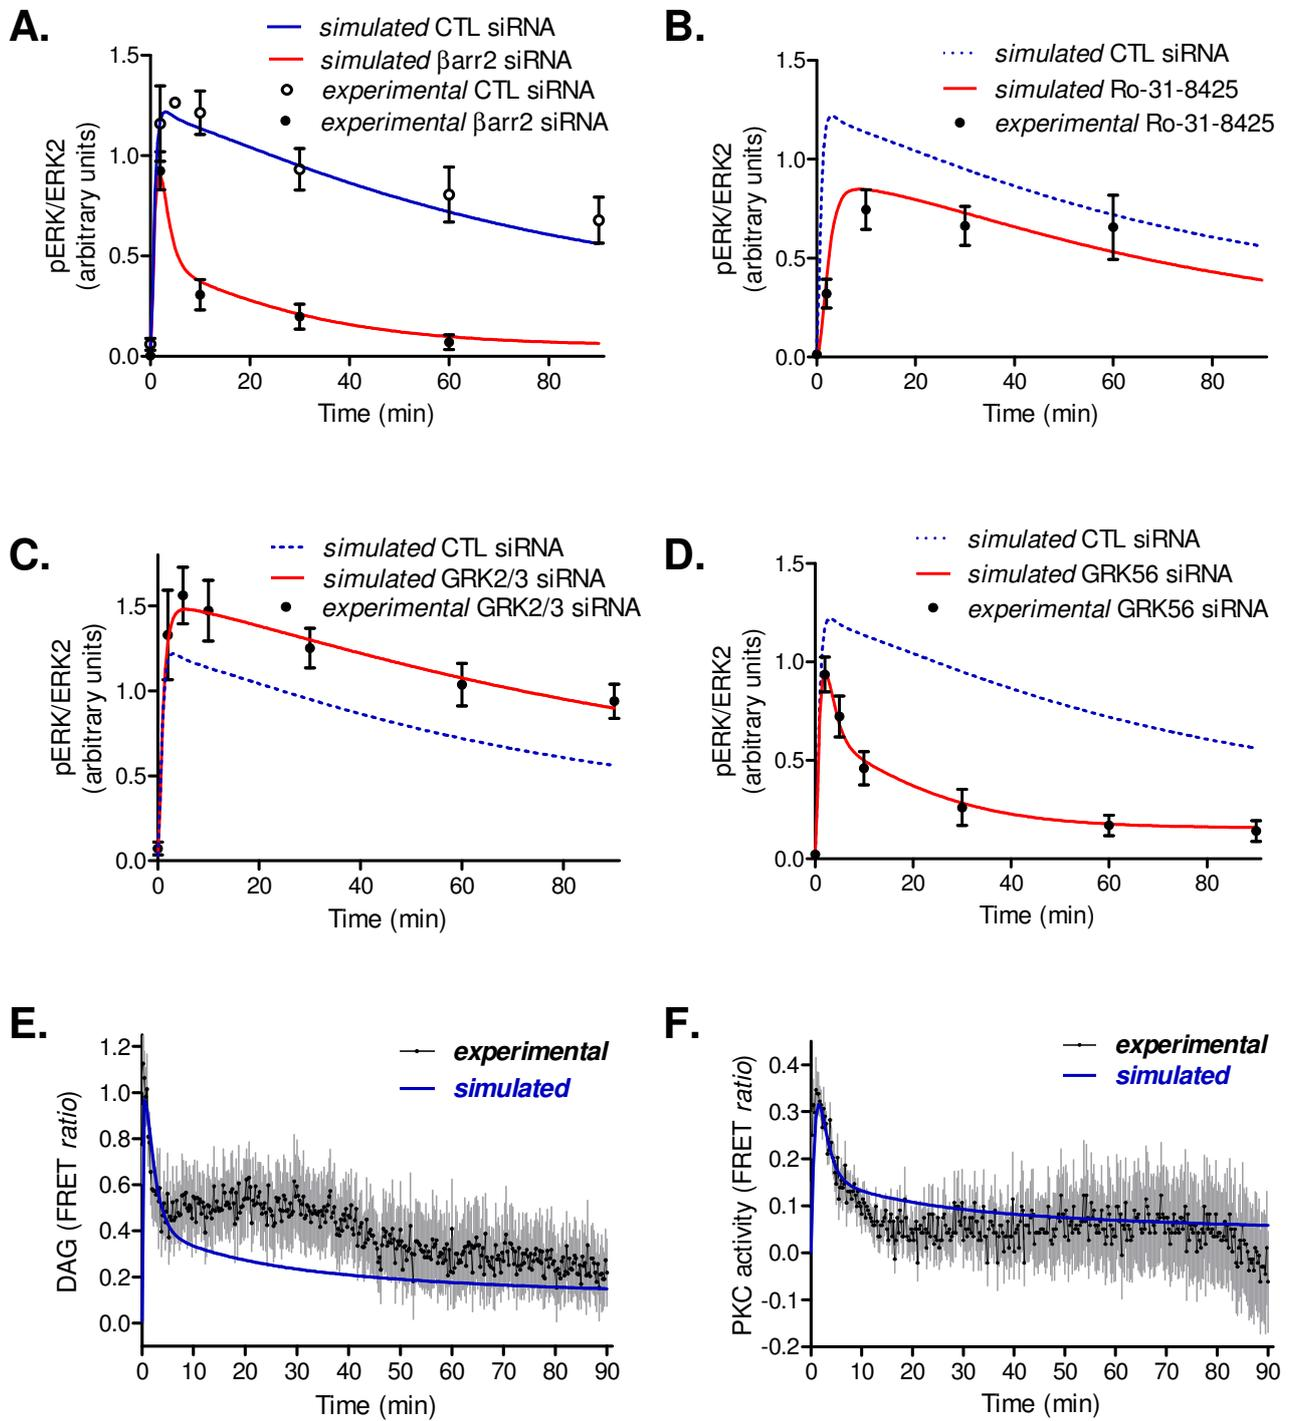 A.
simulated CTL siRNA
simulated βarr2 siRNA
experimental CTL siRNA
experimental βarr2 siRNA
pERK/ERK2
(arbitrary units)
1.5
1.0
0.5
0.0
0 20 40 60 80
Time (min)
B.
simulated CTL siRNA
simulated Ro-31-8425
experimental Ro-31-8425
pERK/ERK2
(arbitrary units)
1.5
1.0
0.5
0.0
0 20 40 60 80
Time (min)
C.
simulated CTL siRNA
simulated GRK2/3 siRNA
experimental GRK2/3 siRNA
pERK/ERK2
(arbitrary units)
1.5
1.0
0.5
0.0
0 20 40 60 80
Time (min)
D.
simulated CTL siRNA
simulated GRK56 siRNA
experimental GRK56 siRNA
pERK/ERK2
(arbitrary units)
1.5
1.0
0.5
0.0
0 20 40 60 80
Time (min)
E.
experimental
simulated
DAG (FRET ratio)
1.2
1.0
0.8
0.6
0.4
0.2
0.0
0 10 20 30 40 50 60 70 80 90
Time (min)
F.
experimental
simulated
PKC activity (FRET ratio)
0.4
0.3
0.2
0.1
0.0
-0.1
-0.2
0 10 20 30 40 50 60 70 80 90
Time (min)